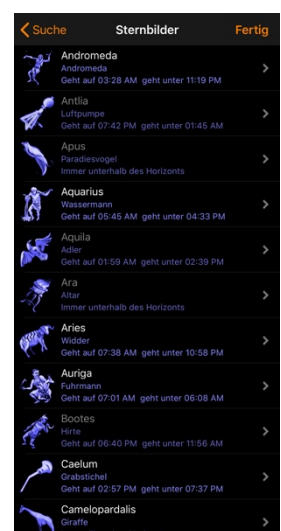 Suche Sternbilder Fertig
Andromeda
Andromeda
Geht auf 03:28 AM geht unter 11:19 PM
Antlia
Luftpumpe
Geht auf 07:42 PM geht unter 01:45 AM
Apus
Paradiesvogel
Immer unterhalb des Horizonts
Aquarius
Wassermann
Geht auf 05:45 AM geht unter 04:33 PM
Aquila
Adler
Geht auf 01:59 AM geht unter 02:39 PM
Ara
Altar
Immer unterhalb des Horizonts
Aries
Widder
Geht auf 07:38 AM geht unter 10:58 PM
Auriga
Fuhrmann
Geht auf 07:01 AM geht unter 06:08 AM
Bootes
Hirte
Geht auf 06:40 PM geht unter 11:56 AM
Caelum
Grabstichel
Geht auf 02:57 PM geht unter 07:37 PM
Camelopardalis
Giraffe